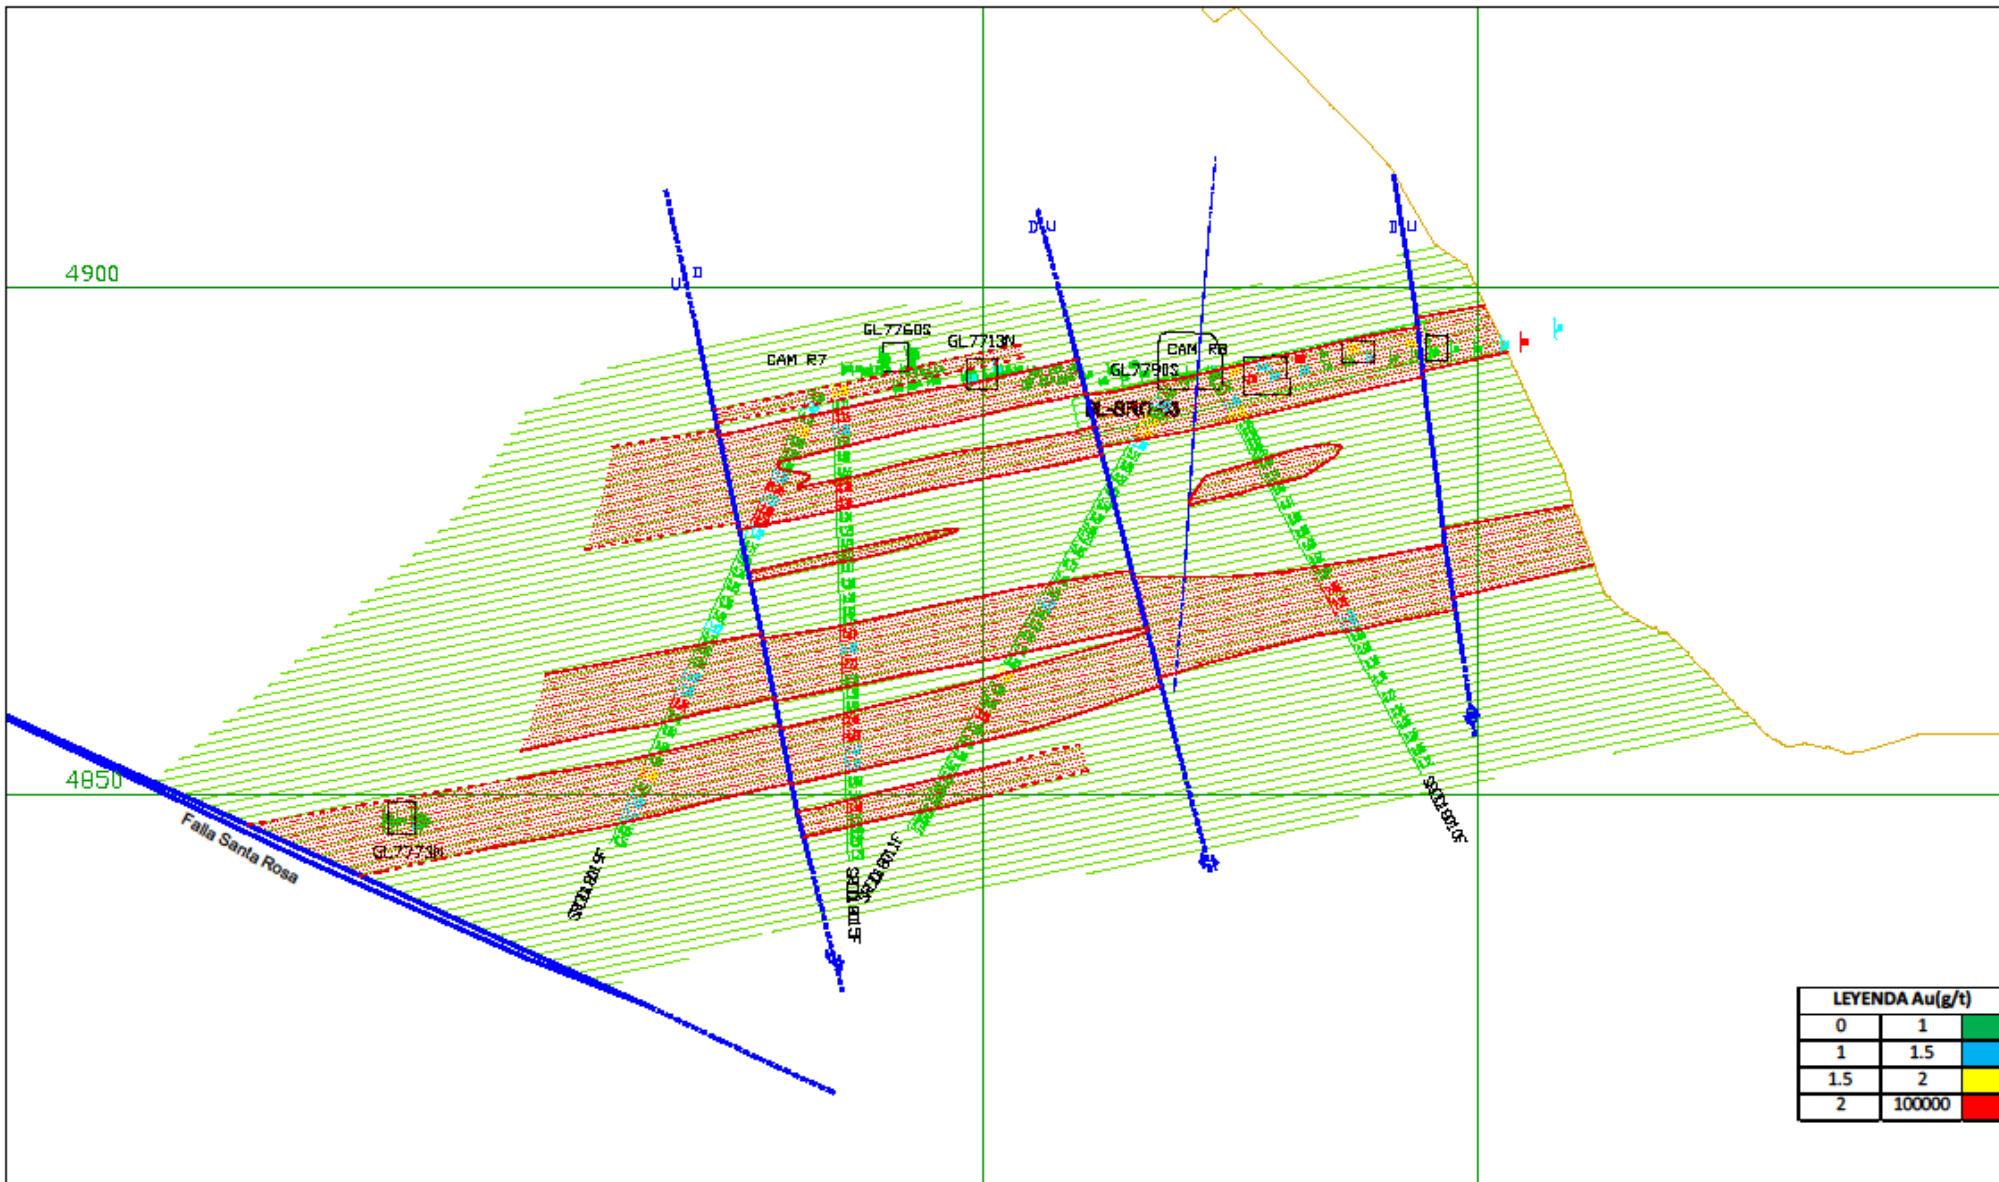 D U
D U
D
U
4900
GL7760S
GL7713N
CAM R7
CAM R8
GL7790S
4850
Falla Santa Rosa
GL7773N
LEYENDA Au(g/t)
0 1
1 1.5
1.5 2
2 100000